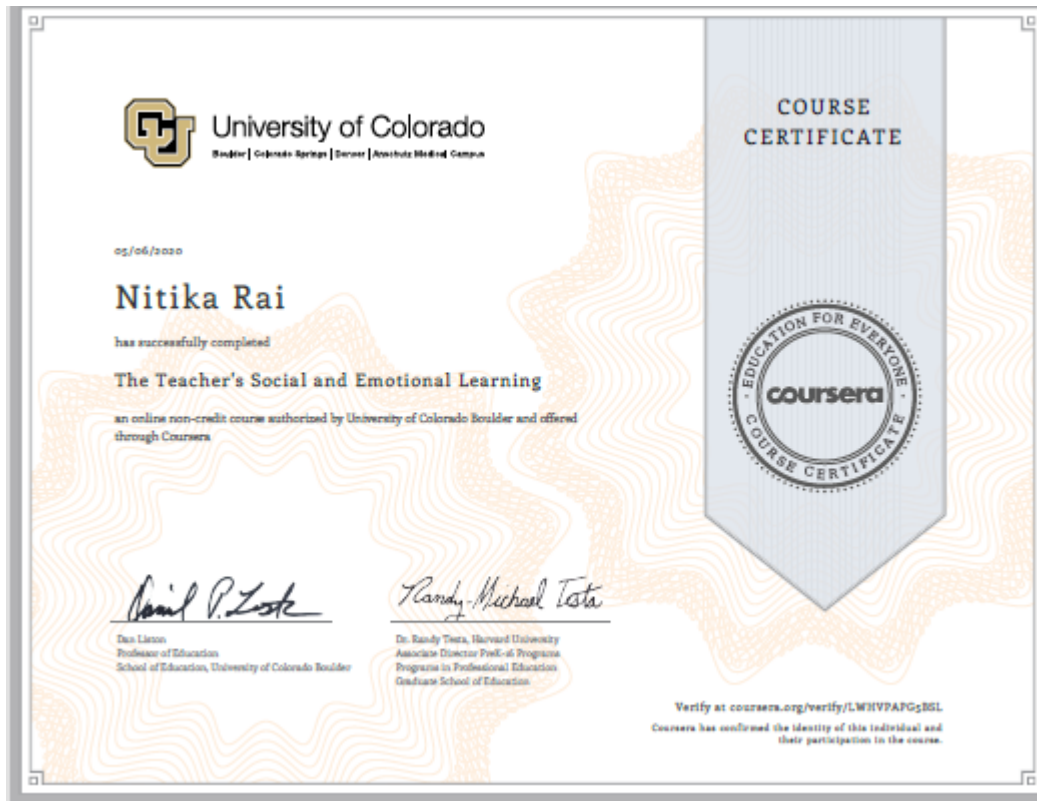 University of Colorado
Boulder | Colorado Springs | Denver | Anschutz Medical Campus
COURSE
CERTIFICATE
05/06/2020
Nitika Rai
has successfully completed
The Teacher's Social and Emotional Learning
an online non-credit course authorized by University of Colorado Boulder and offered
through Coursera
EDUCATION FOR EVERYONE
coursera
COURSE CERTIFICATE
Randy-Michael Testa
Dan Liston
Professor of Education
School of Education, University of Colorado Boulder
Dr. Randy Testa, Harvard University
Associate Director PreK-16 Programs
Programs in Professional Education
Graduate School of Education
Verify at coursera.org/verify/LWHVPAPG5BSL
Coursera has confirmed the identity of this individual and
their participation in the course.